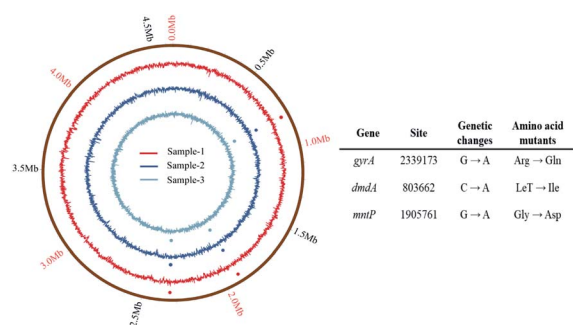 4.5Mb
0.0Mb
0.5Mb
1.0Mb
1.5Mb
2.0Mb
2.5Mb
3.0Mb
3.5Mb
4.0Mb
Sample-1
Sample-2
Sample-3
Gene Site Genetic changes Amino acid mutants
gyrA 2339173 G → A Arg → Gln
dmdA 803662 C → A LeT → Ile
mntP 1905761 G → A Gly → Asp